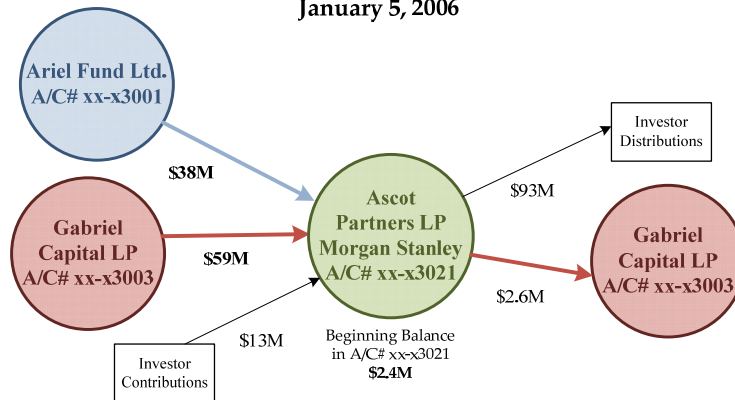 January 5, 2006
Ariel Fund Ltd.
A/C# xx-x3001
$38M
Gabriel
Capital LP
A/C# xx-x3003
$59M
Investor
Contributions
$13M
Ascot
Partners LP
Morgan Stanley
A/C# xx-x3021
Beginning Balance
in A/C# xx-x3021
$2.4M
$93M
Investor
Distributions
$2.6M
Gabriel
Capital LP
A/C# xx-x3003